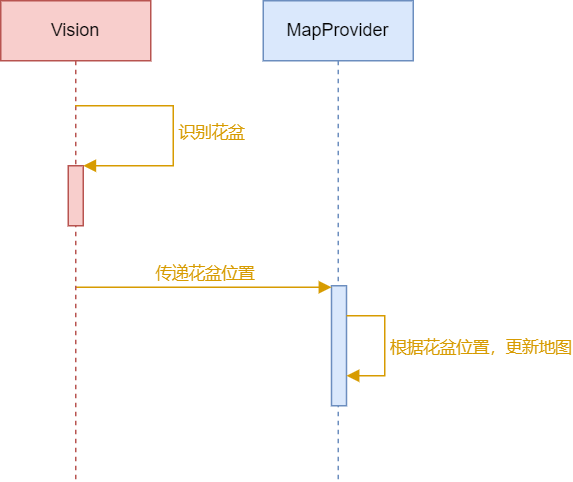 Vision
MapProvider
识别花盆
传递花盆位置
根据花盆位置，更新地图